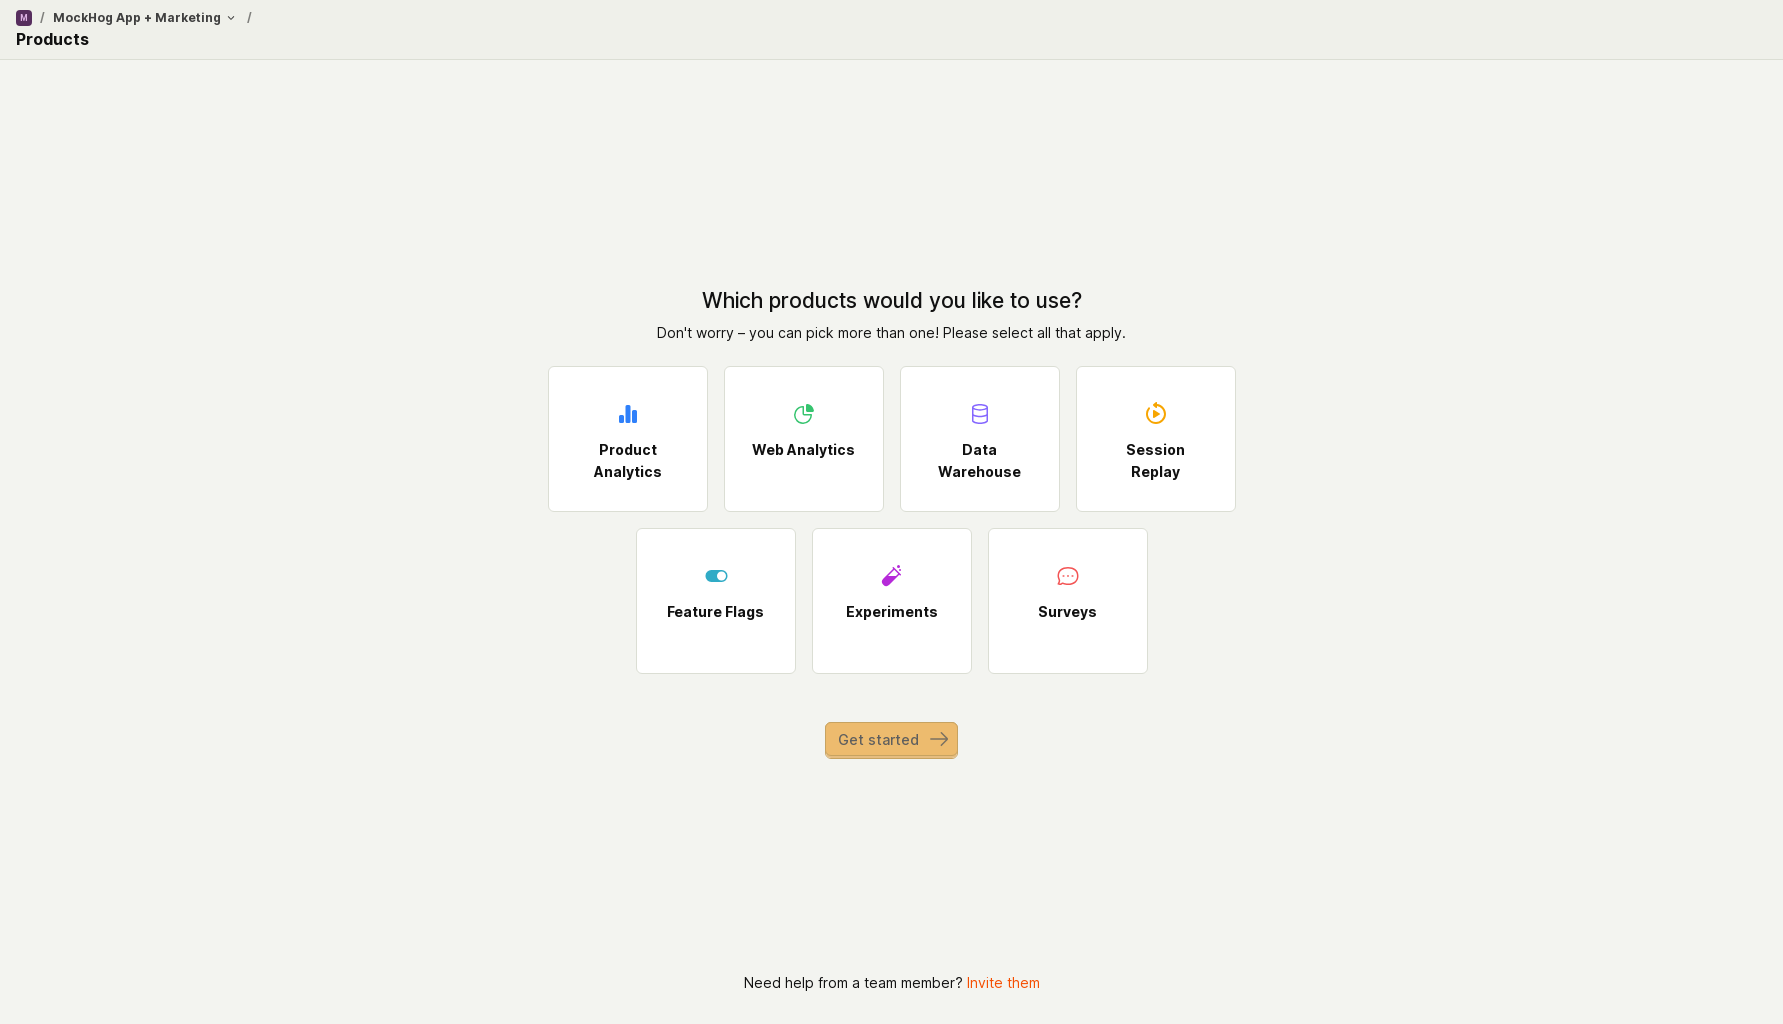 M / MockHog App + Marketing /
Products
Which products would you like to use?
Don't worry – you can pick more than one! Please select all that apply.
Product
Analytics
Web Analytics
Data
Warehouse
Session
Replay
Feature Flags
Experiments
Surveys
Get started
Need help from a team member? Invite them